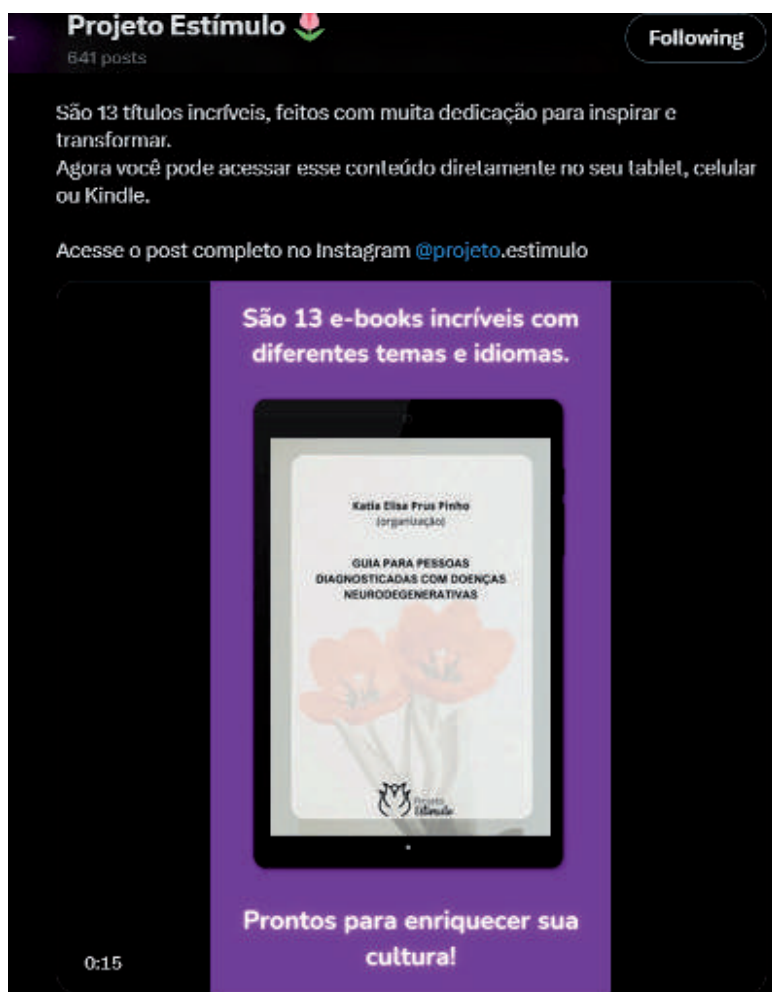 Projeto Estímulo 🌷
641 posts
Following
São 13 títulos incríveis, feitos com muita dedicação para inspirar e
transformar.
Agora você pode acessar esse conteúdo diretamente no seu tablet, celular
ou Kindle.
Acesse o post completo no Instagram @projeto.estimulo
São 13 e-books incríveis com
diferentes temas e idiomas.
Katia Elisa Prus Pinho
(organização)
GUIA PARA PESSOAS
DIAGNOSTICADAS COM DOENÇAS
NEURODEGENERATIVAS
Projeto
Estímulo
Prontos para enriquecer sua
cultura!
0:15